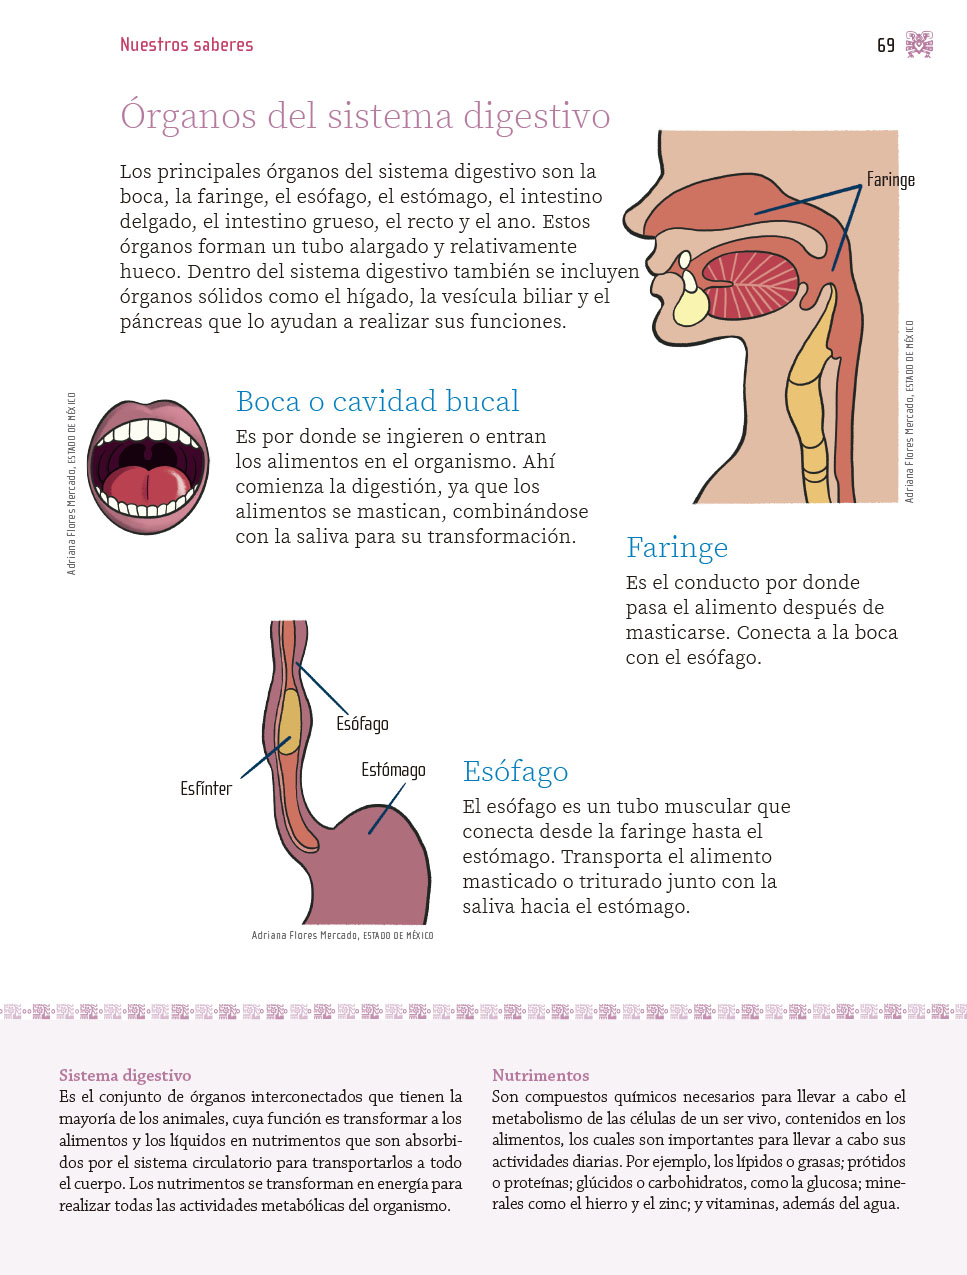 Nuestros saberes
69
Órganos del sistema digestivo
Los principales órganos del sistema digestivo son la
boca, la faringe, el esófago, el estómago, el intestino
delgado, el intestino grueso, el recto y el ano. Estos
órganos forman un tubo alargado y relativamente
hueco. Dentro del sistema digestivo también se incluyen
órganos sólidos como el hígado, la vesícula biliar y el
páncreas que lo ayudan a realizar sus funciones.
Faringe
Adriana Flores Mercado, ESTADO DE MÉXICO
Adriana Flores Mercado, ESTADO DE MÉXICO
Boca o cavidad bucal
Es por donde se ingieren o entran
los alimentos en el organismo. Ahí
comienza la digestión, ya que los
alimentos se mastican, combinándose
con la saliva para su transformación.
Faringe
Es el conducto por donde
pasa el alimento después de
masticarse. Conecta a la boca
con el esófago.
Esófago
Estómago
Esfínter
Adriana Flores Mercado, ESTADO DE MÉXICO
Esófago
El esófago es un tubo muscular que
conecta desde la faringe hasta el
estómago. Transporta el alimento
masticado o triturado junto con la
saliva hacia el estómago.
Sistema digestivo
Es el conjunto de órganos interconectados que tienen la
mayoría de los animales, cuya función es transformar a los
alimentos y los líquidos en nutrimentos que son absorbi-
dos por el sistema circulatorio para transportarlos a todo
el cuerpo. Los nutrimentos se transforman en energía para
realizar todas las actividades metabólicas del organismo.
Nutrimentos
Son compuestos químicos necesarios para llevar a cabo el
metabolismo de las células de un ser vivo, contenidos en los
alimentos, los cuales son importantes para llevar a cabo sus
actividades diarias. Por ejemplo, los lípidos o grasas; prótidos
o proteínas; glúcidos o carbohidratos, como la glucosa; mine-
rales como el hierro y el zinc; y vitaminas, además del agua.